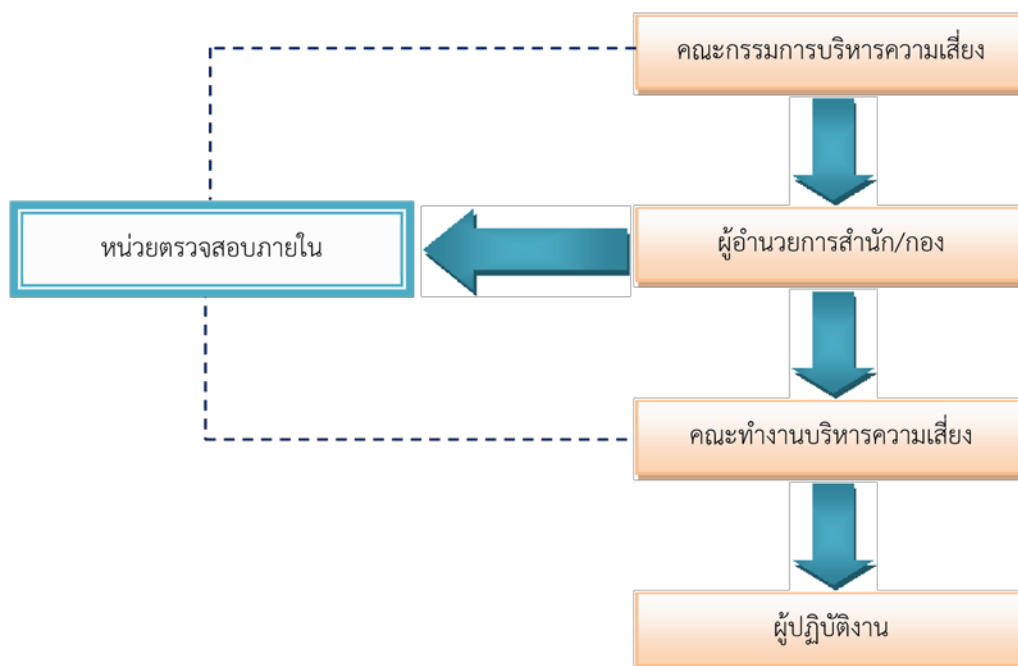 คณะกรรมการบริหารความเสี่ยง
หน่วยตรวจสอบภายใน
ผู้อำนวยการสำนัก/กอง
คณะทำงานบริหารความเสี่ยง
ผู้ปฏิบัติงาน